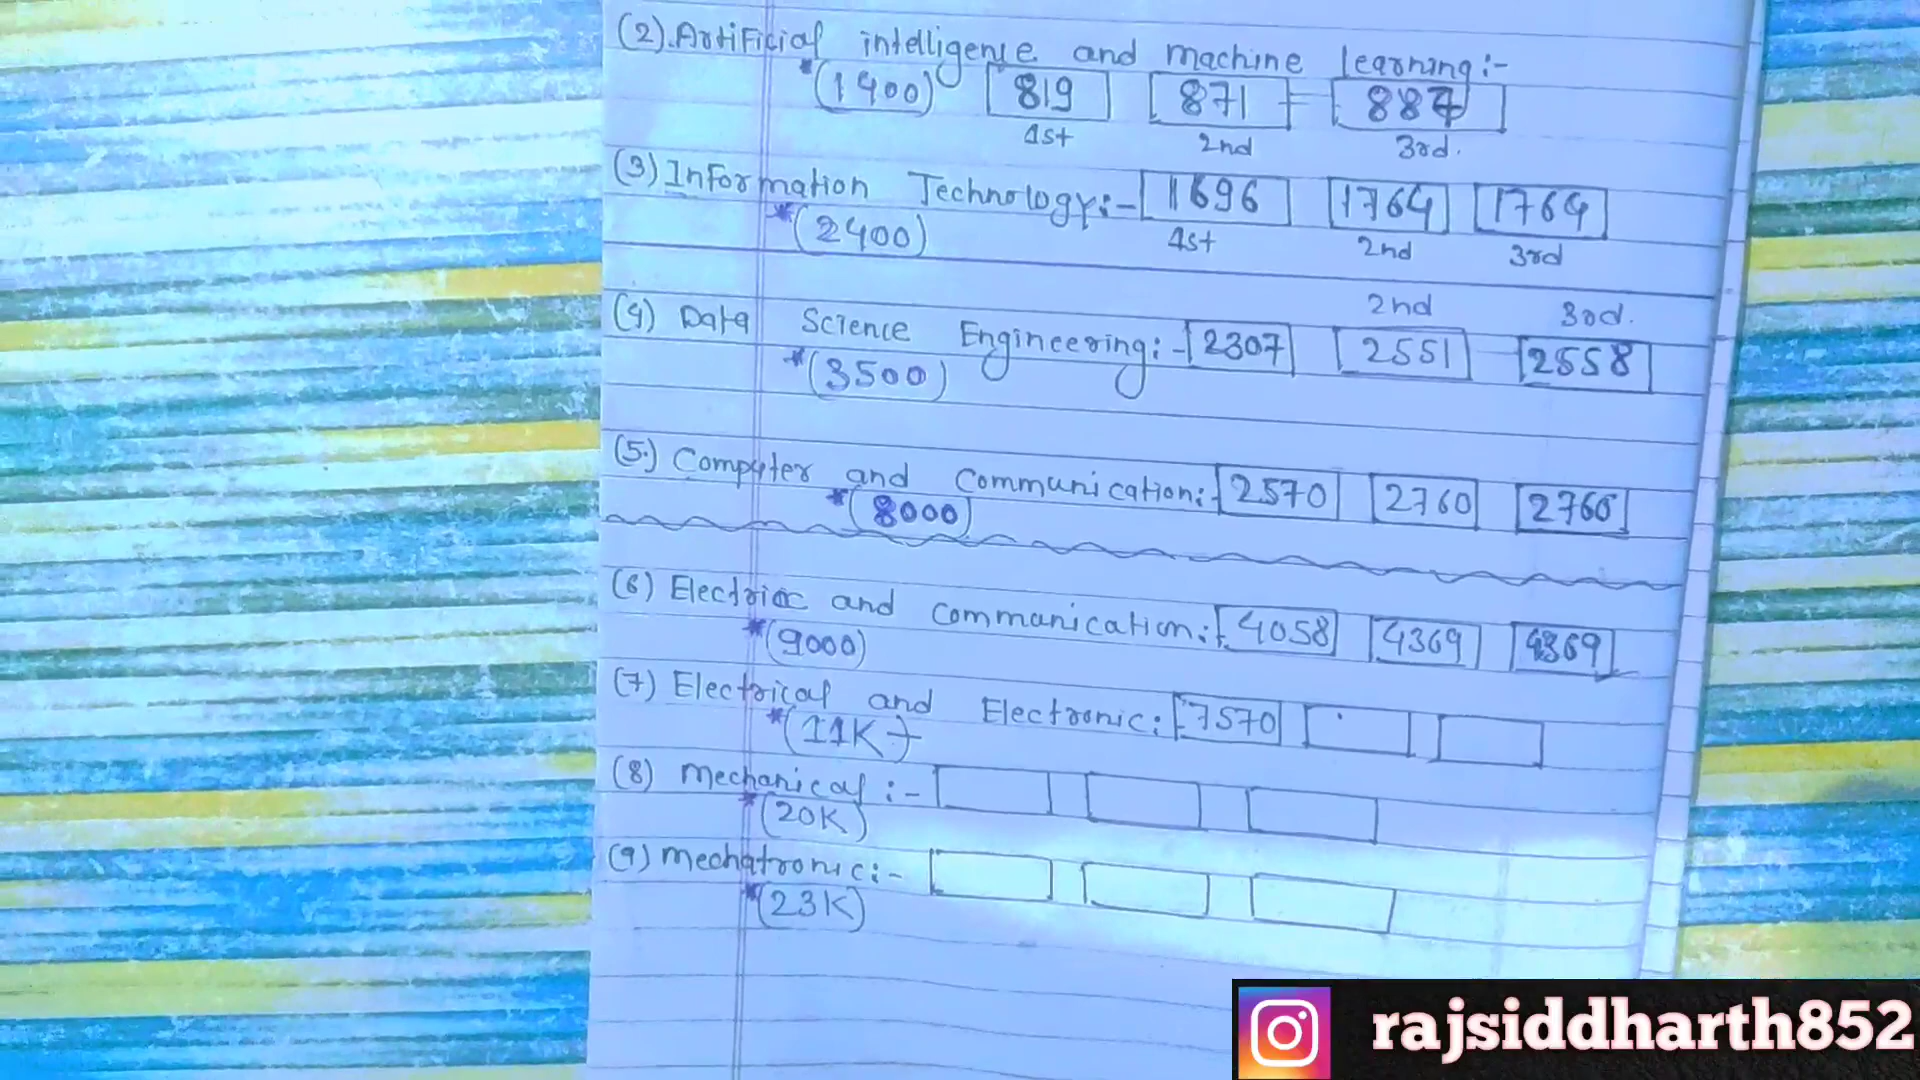 (2). Artificial intelligence and machine learning:-
*(1400) 819 871 887
1st 2nd 3rd.
(3) Information Technology:- 1696 1764 1764
*(2400) 1st 2nd 3rd
2nd 3rd.
(4) Data Science Engineering:- 2307 2551 2558
*(3500)
(5.) Computer and Communication:- 2570 2760 2760
*(8000)
(6) Electric and Communication:- 4058 4369 4369
*(9000)
(7) Electrical and Electronic:- 7570
*(11K+)
(8) Mechanical :-
*(20K)
(9) Mechatronic:-
*(23K)
rajsiddharth852